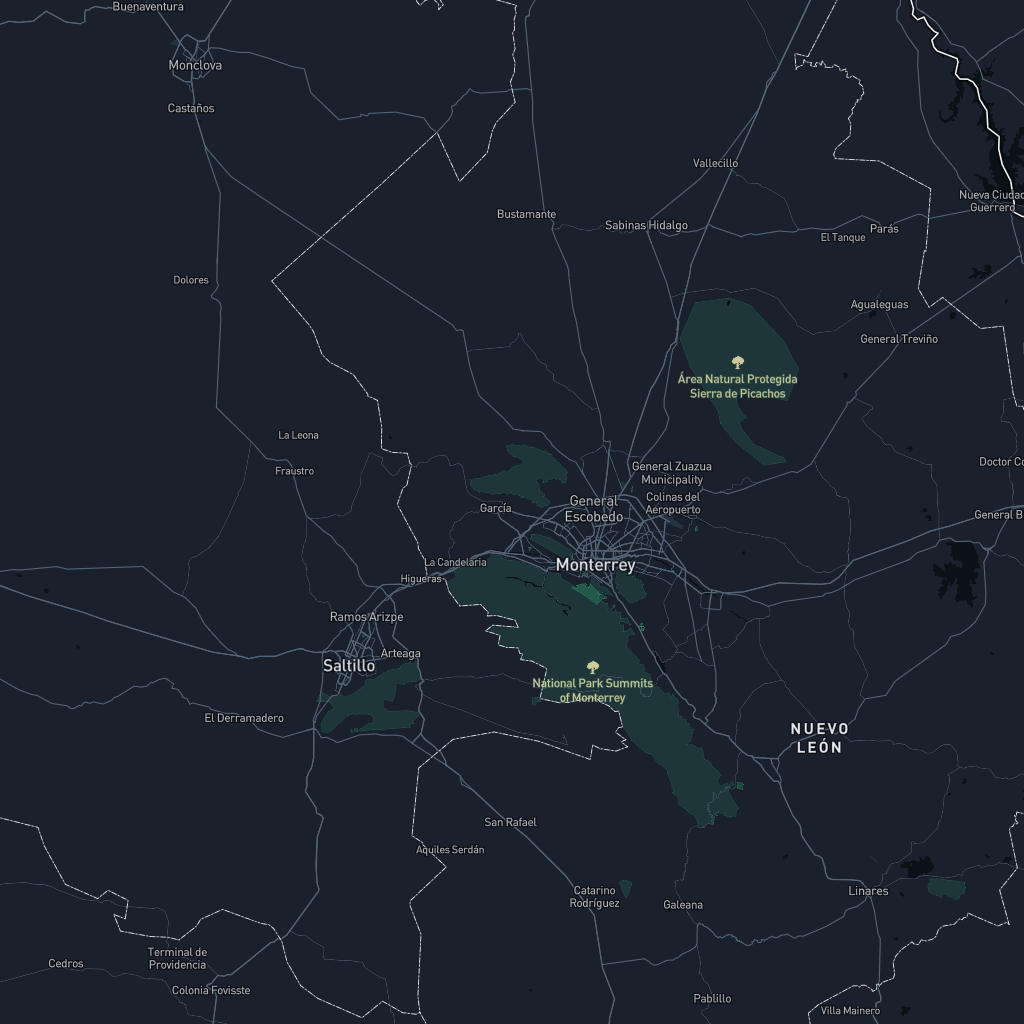 Buenaventura
Monclova
Castaños
Vallecillo
Nueva Ciudad
Guerrero
Bustamante
Sabinas Hidalgo
El Tanque
Parás
Dolores
Agualeguas
General Treviño
Área Natural Protegida
Sierra de Picachos
La Leona
Fraustro
General Zuazua
Municipality
Doctor Co
General
Escobedo
Colinas del
Aeropuerto
García
General B
La Candelaria
Monterrey
Higueras
Ramos Arizpe
Arteaga
Saltillo
National Park Summits
of Monterrey
El Derramadero
NUEVO
LEÓN
San Rafael
Aquiles Serdán
Catarino
Rodríguez
Galeana
Linares
Terminal de
Providencia
Cedros
Colonia Fovisste
Pablillo
Villa Mainero